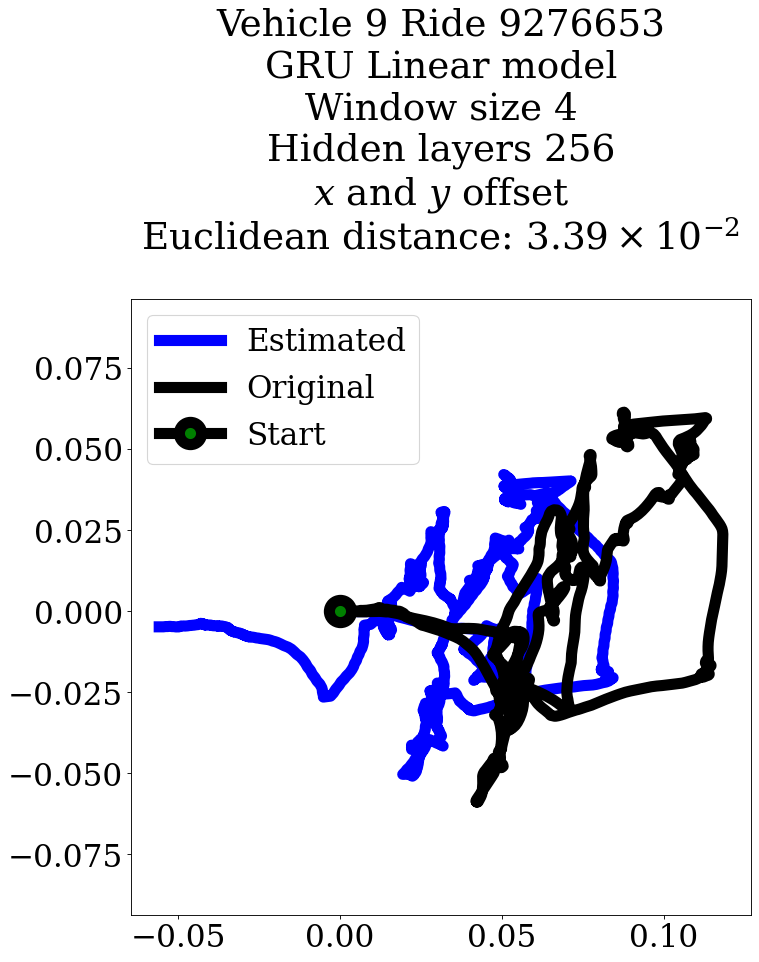 Vehicle 9 Ride 9276653
GRU Linear model
Window size 4
Hidden layers 256
x and y offset
Euclidean distance: 3.39 × 10⁻²
Estimated
Original
Start
0.075
0.050
0.025
0.000
−0.025
−0.050
−0.075
−0.05 0.00 0.05 0.10